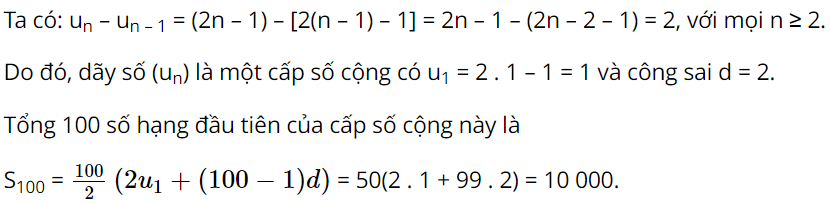 Ta có: uₙ – uₙ ₋ ₁ = (2n – 1) – [2(n – 1) – 1] = 2n – 1 – (2n – 2 – 1) = 2, với mọi n ≥ 2.
Do đó, dãy số (uₙ) là một cấp số cộng có u₁ = 2 . 1 – 1 = 1 và công sai d = 2.
Tổng 100 số hạng đầu tiên của cấp số cộng này là
S₁₀₀ = 100/2 (2u₁ + (100 − 1)d) = 50(2 . 1 + 99 . 2) = 10 000.